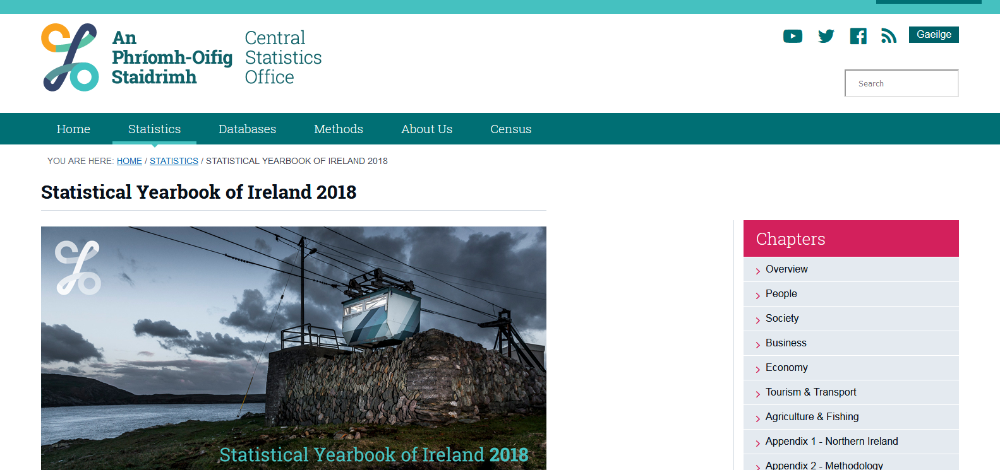 An
Phríomh-Oifig
Staidrimh
Central
Statistics
Office
Gaeilge
Search
Home
Statistics
Databases
Methods
About Us
Census
YOU ARE HERE: HOME / STATISTICS / STATISTICAL YEARBOOK OF IRELAND 2018
Statistical Yearbook of Ireland 2018
Statistical Yearbook of Ireland 2018
Chapters
Overview
People
Society
Business
Economy
Tourism & Transport
Agriculture & Fishing
Appendix 1 - Northern Ireland
Appendix 2 - Methodology